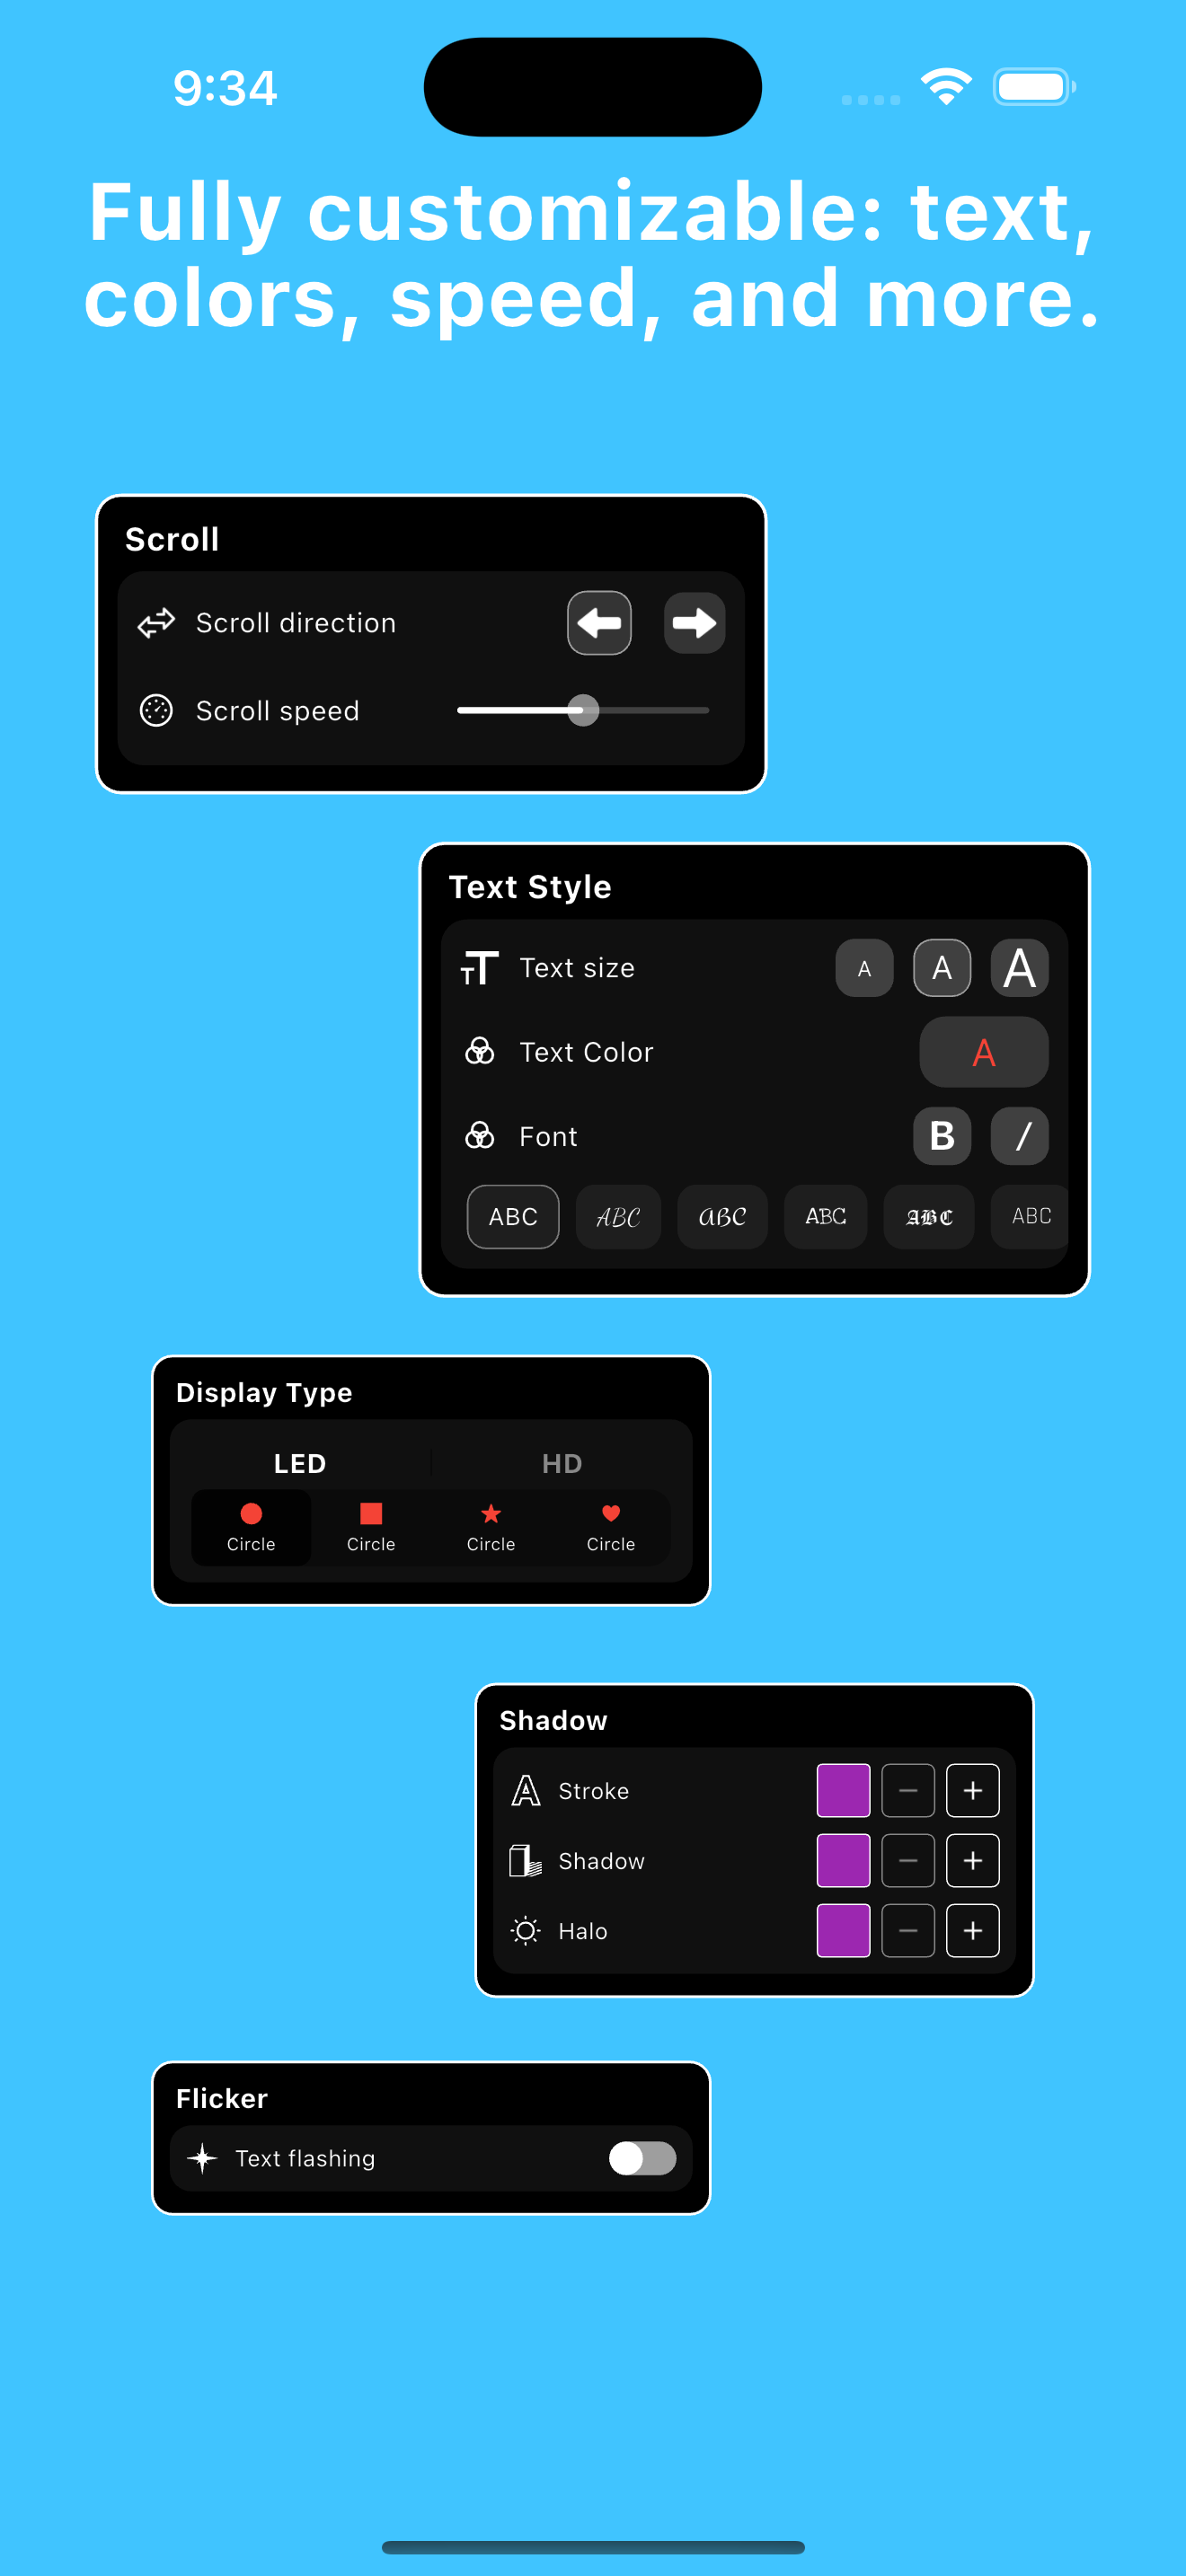 9:34
Fully customizable: text,
colors, speed, and more.
Scroll
Scroll direction
Scroll speed
Text Style
Text size A A A
Text Color A
Font B /
ABC ABC ABC ABC ABC ABC
Display Type
LED HD
Circle Circle Circle Circle
Shadow
A Stroke − +
Shadow − +
Halo − +
Flicker
Text flashing